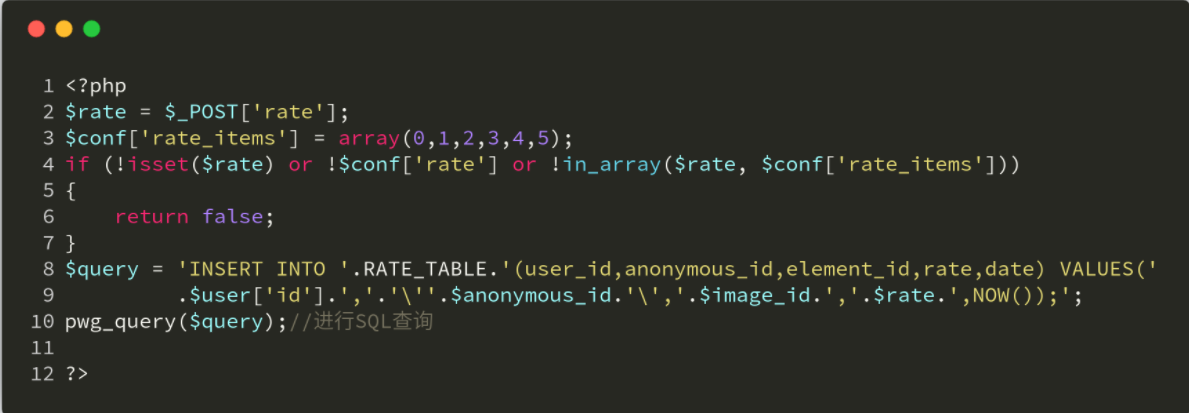 1 <?php
2 $rate = $_POST['rate'];
3 $conf['rate_items'] = array(0,1,2,3,4,5);
4 if (!isset($rate) or !$conf['rate'] or !in_array($rate, $conf['rate_items']))
5 {
6     return false;
7 }
8 $query = 'INSERT INTO '.RATE_TABLE.'(user_id,anonymous_id,element_id,rate,date) VALUES('
9         .$user['id'].','.'\''.$anonymous_id.'\','.$image_id.','.$rate.',NOW());';
10 pwg_query($query);//进行SQL查询
11
12 ?>